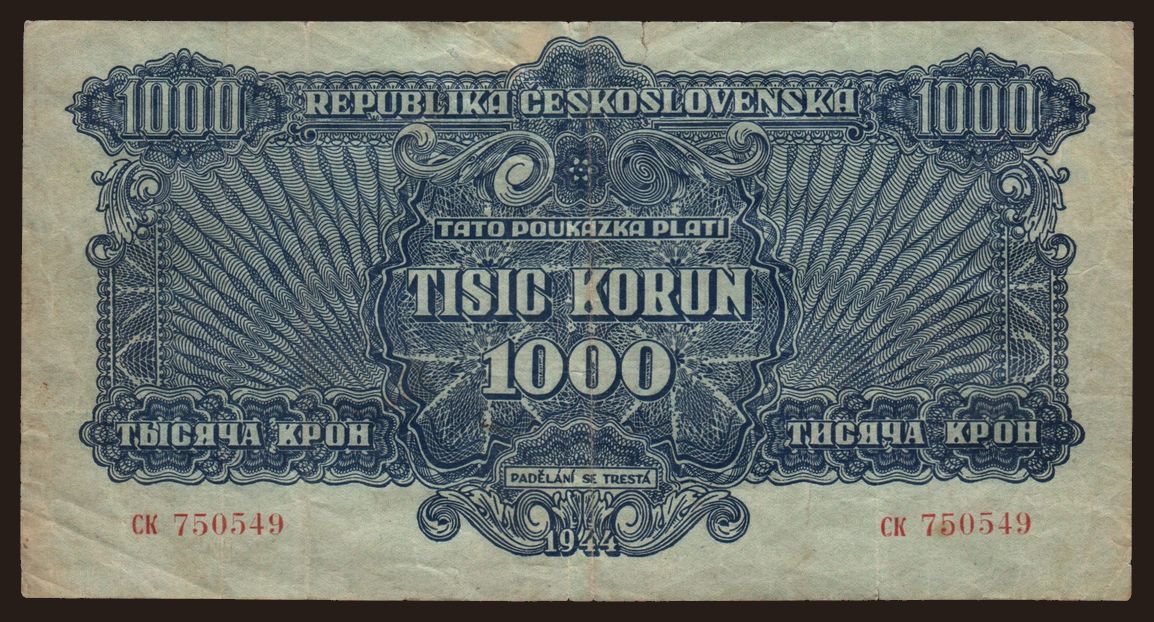 1000 REPUBLIKA ČESKOSLOVENSKÁ 1000
TATO POUKÁZKA PLATÍ
TISÍC KORUN
1000
ТЫСЯЧА КРОН ТИСЯЧА КРОН
PADĚLÁNÍ SE TRESTÁ
СК 750549 СК 750549
1944